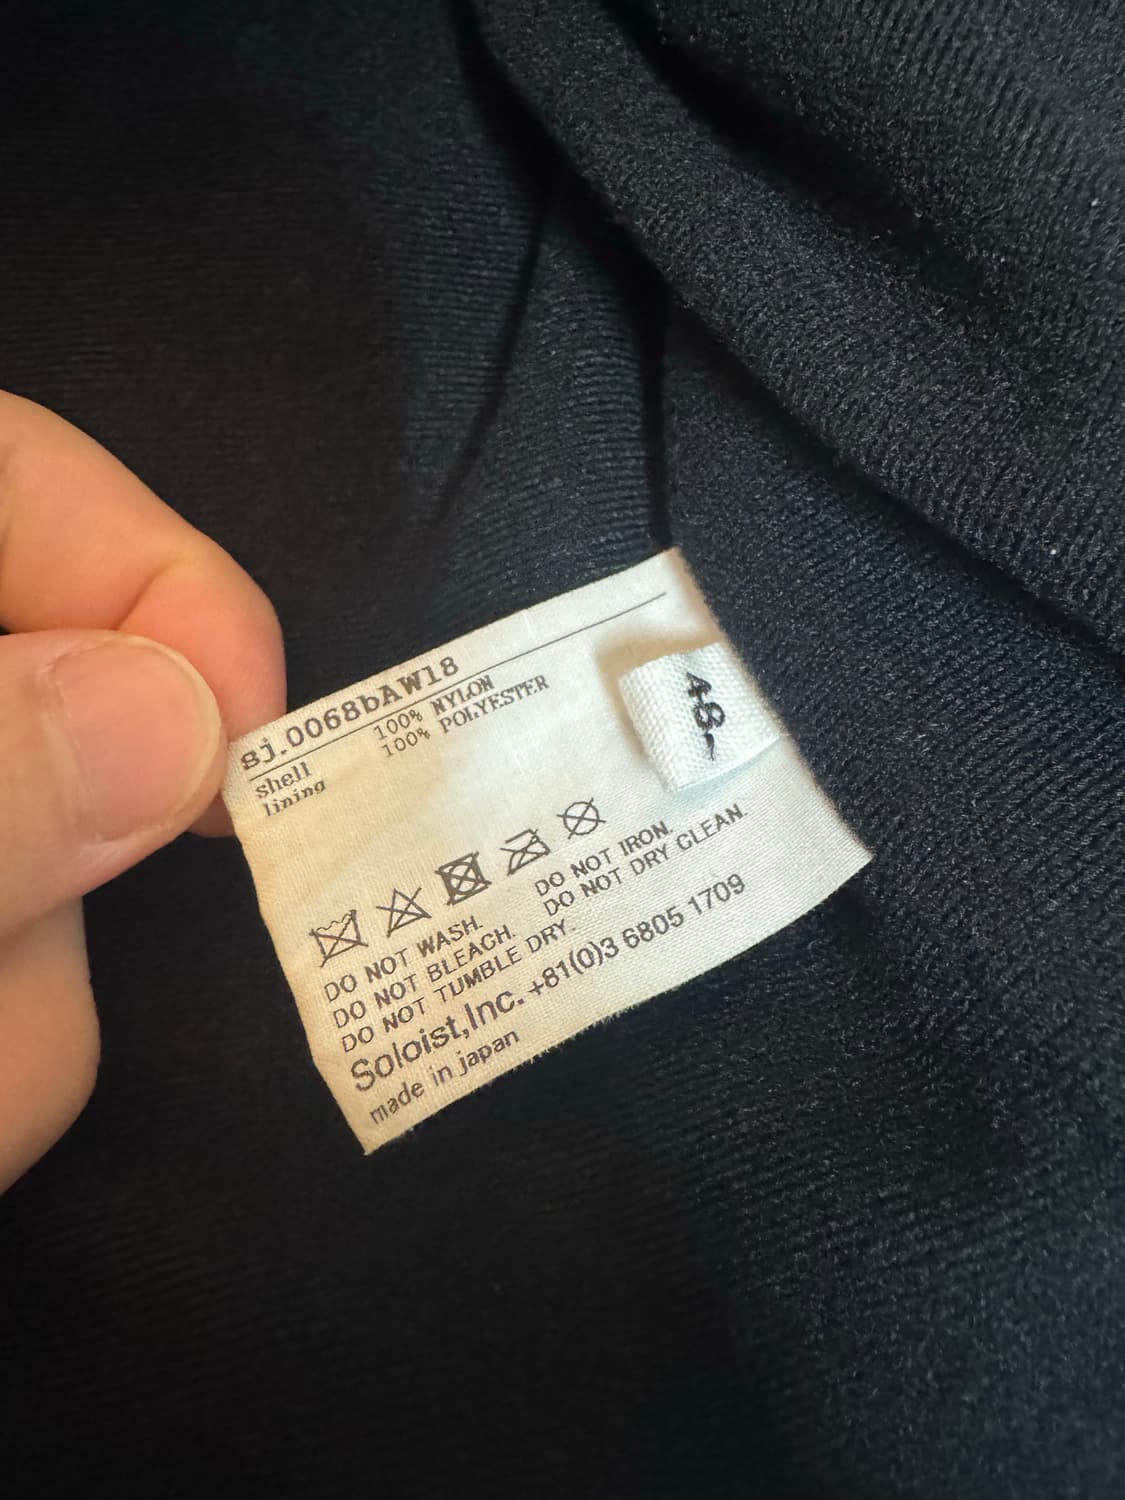 sj.0068bAW18
shell 100% NYLON
lining 100% POLYESTER
48
DO NOT WASH. DO NOT IRON.
DO NOT BLEACH. DO NOT DRY CLEAN.
DO NOT TUMBLE DRY.
Soloist,Inc. +81(0)3 6805 1709
made in japan